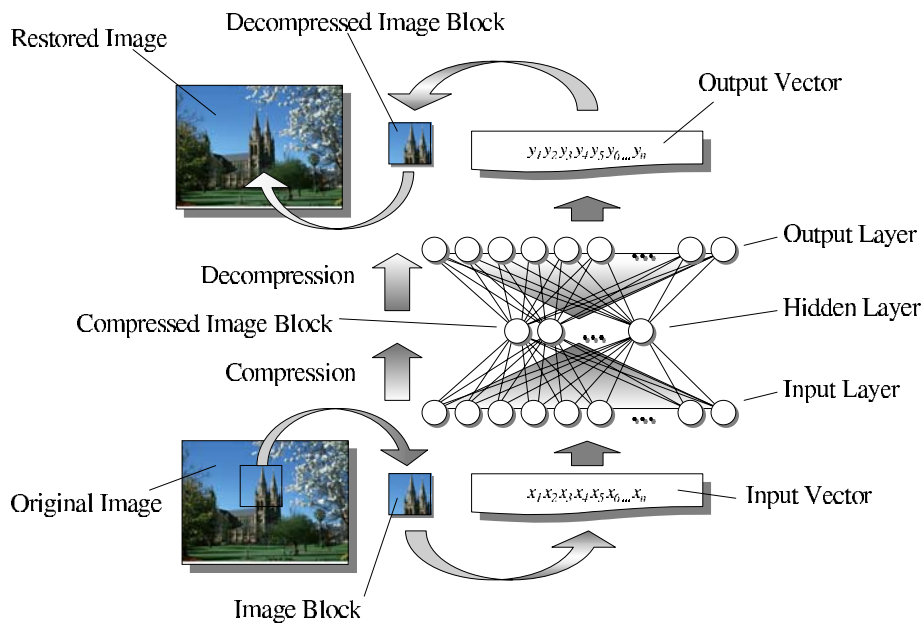 Decompressed Image Block
Restored Image
Output Vector
y1y2y3y4y5y6...yn
Output Layer
Decompression
Hidden Layer
Compressed Image Block
Compression
Input Layer
Original Image
x1x2x3x4x5x6...xn
Input Vector
Image Block